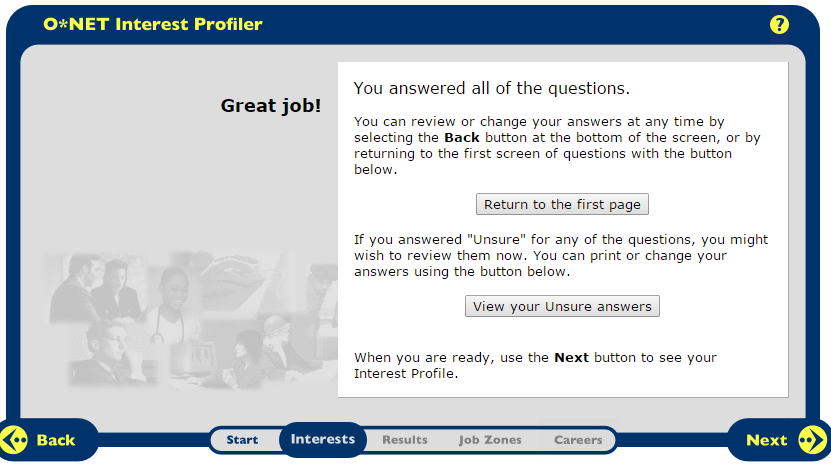 O*NET Interest Profiler
?
Great job!
You answered all of the questions.
You can review or change your answers at any time by
selecting the Back button at the bottom of the screen, or by
returning to the first screen of questions with the button
below.
Return to the first page
If you answered "Unsure" for any of the questions, you might
wish to review them now. You can print or change your
answers using the button below.
View your Unsure answers
When you are ready, use the Next button to see your
Interest Profile.
Back
Start
Interests
Results
Job Zones
Careers
Next